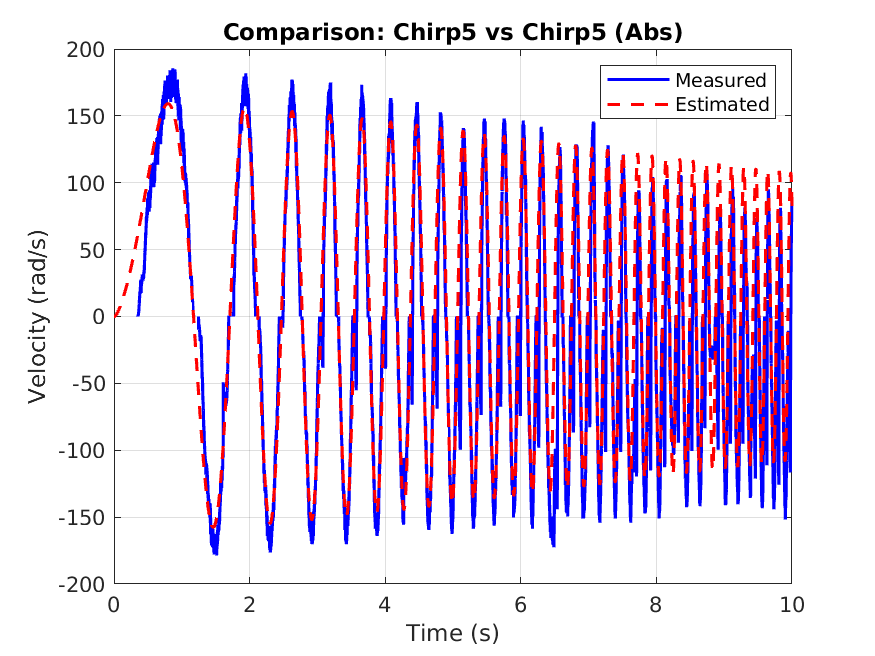 Comparison: Chirp5 vs Chirp5 (Abs)
Measured
Estimated
200
150
100
50
0
-50
-100
-150
-200
Velocity (rad/s)
0 2 4 6 8 10
Time (s)